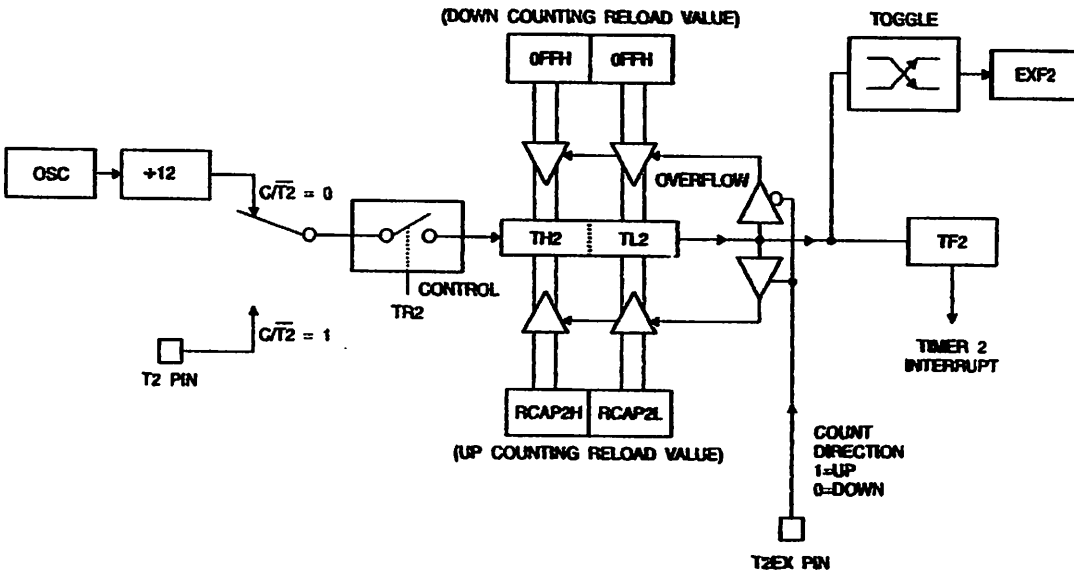 (DOWN COUNTING RELOAD VALUE)
TOGGLE
0FFH 0FFH
EXF2
OSC
÷12
C/T2 = 0
OVERFLOW
TH2 TL2
TF2
CONTROL
TR2
C/T2 = 1
T2 PIN
TIMER 2
INTERRUPT
RCAP2H RCAP2L
(UP COUNTING RELOAD VALUE)
COUNT
DIRECTION
1=UP
0=DOWN
T2EX PIN